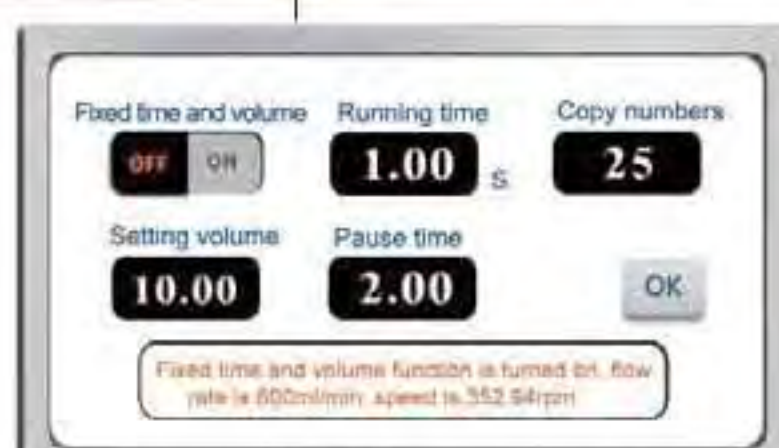 Fixed time and volume Running time Copy numbers
OFF ON 1.00 S 25
Setting volume Pause time
10.00 2.00 OK
Fixed time and volume function is turned on, flow
rate is 600ml/min, speed is 352.94rpm